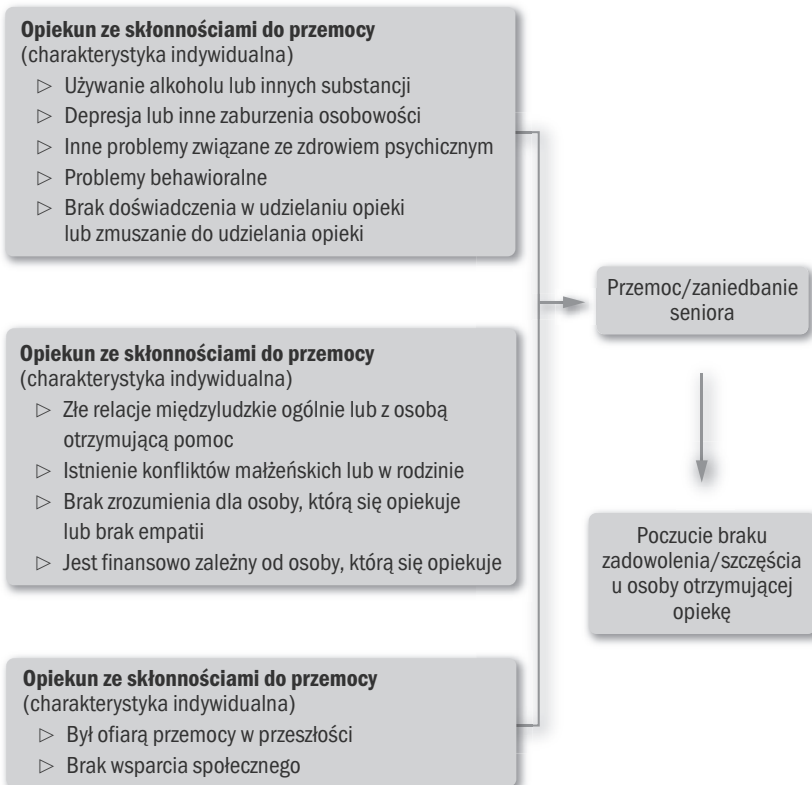 Opiekun ze skłonnościami do przemocy
(charakterystyka indywidualna)
▷ Używanie alkoholu lub innych substancji
▷ Depresja lub inne zaburzenia osobowości
▷ Inne problemy związane ze zdrowiem psychicznym
▷ Problemy behawioralne
▷ Brak doświadczenia w udzielaniu opieki
lub zmuszanie do udzielania opieki
Opiekun ze skłonnościami do przemocy
(charakterystyka indywidualna)
▷ Złe relacje międzyludzkie ogólnie lub z osobą
otrzymującą pomoc
▷ Istnienie konfliktów małżeńskich lub w rodzinie
▷ Brak zrozumienia dla osoby, którą się opiekuje
lub brak empatii
▷ Jest finansowo zależny od osoby, którą się opiekuje
Opiekun ze skłonnościami do przemocy
(charakterystyka indywidualna)
▷ Był ofiarą przemocy w przeszłości
▷ Brak wsparcia społecznego
Przemoc/zaniedbanie
seniora
Poczucie braku
zadowolenia/szczęścia
u osoby otrzymującej
opiekę